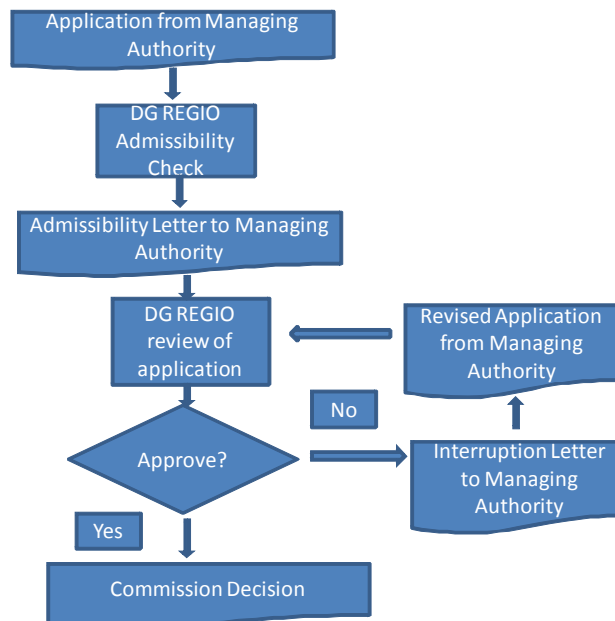 Application from Managing
Authority
DG REGIO
Admissibility
Check
Admissibility Letter to Managing
Authority
DG REGIO
review of
application
Revised Application
from Managing
Authority
No
Approve?
Interruption Letter
to Managing
Authority
Yes
Commission Decision